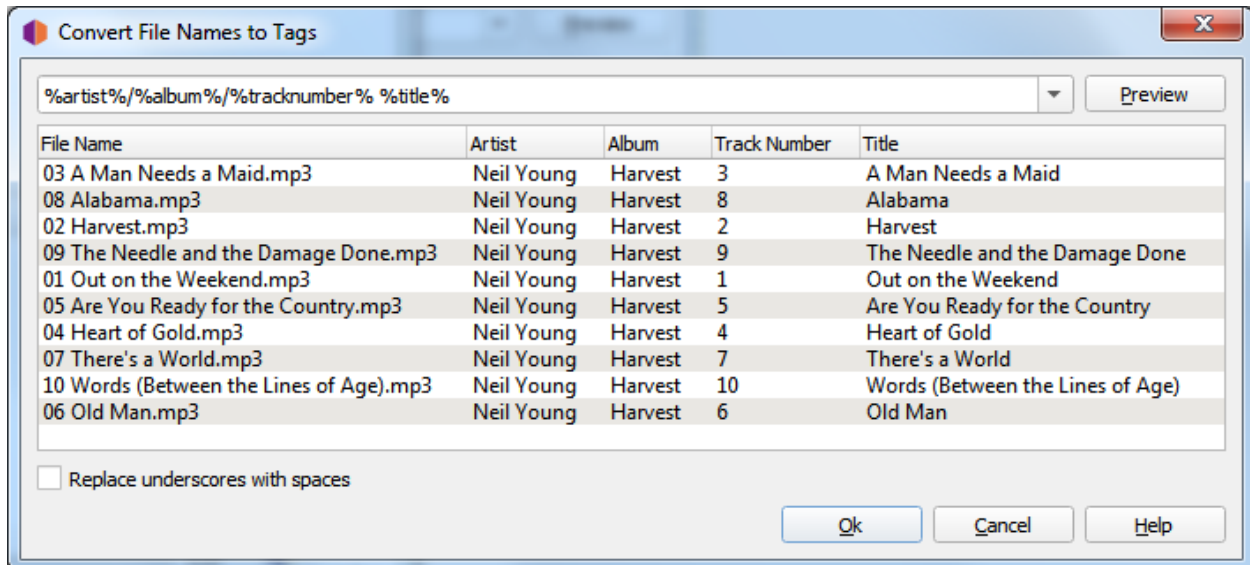 Convert File Names to Tags
%artist%/%album%/%tracknumber% %title%
Preview
File Name Artist Album Track Number Title
03 A Man Needs a Maid.mp3 Neil Young Harvest 3 A Man Needs a Maid
08 Alabama.mp3 Neil Young Harvest 8 Alabama
02 Harvest.mp3 Neil Young Harvest 2 Harvest
09 The Needle and the Damage Done.mp3 Neil Young Harvest 9 The Needle and the Damage Done
01 Out on the Weekend.mp3 Neil Young Harvest 1 Out on the Weekend
05 Are You Ready for the Country.mp3 Neil Young Harvest 5 Are You Ready for the Country
04 Heart of Gold.mp3 Neil Young Harvest 4 Heart of Gold
07 There's a World.mp3 Neil Young Harvest 7 There's a World
10 Words (Between the Lines of Age).mp3 Neil Young Harvest 10 Words (Between the Lines of Age)
06 Old Man.mp3 Neil Young Harvest 6 Old Man
Replace underscores with spaces
Ok Cancel Help